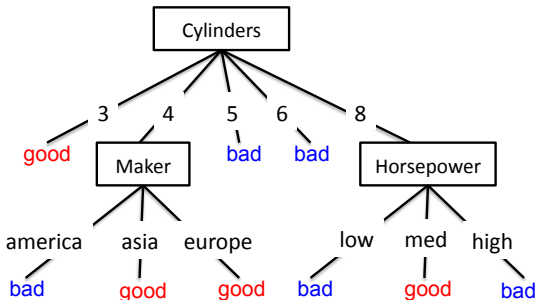 Cylinders
3 4 5 6 8
good Maker bad bad Horsepower
america asia europe low med high
bad good good bad good bad